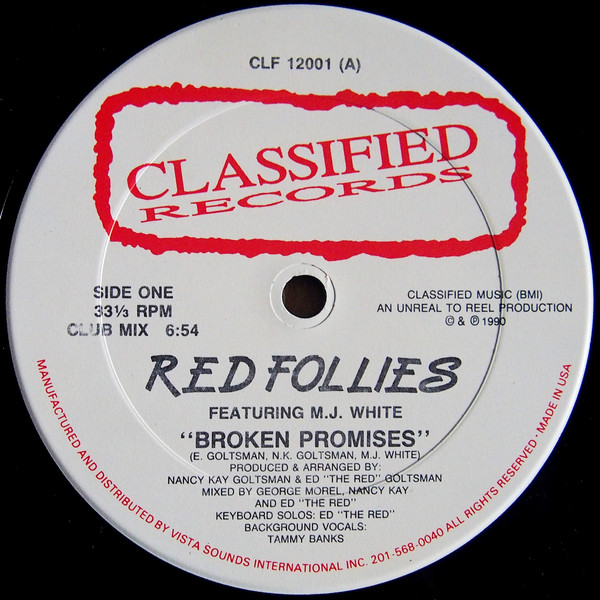 CLF 12001 (A)
CLASSIFIED
RECORDS
SIDE ONE
33⅓ RPM
CLUB MIX 6:54
CLASSIFIED MUSIC (BMI)
AN UNREAL TO REEL PRODUCTION
© & ℗ 1990
RED FOLLIES
FEATURING M.J. WHITE
"BROKEN PROMISES"
(E. GOLTSMAN, N.K. GOLTSMAN, M.J. WHITE)
PRODUCED & ARRANGED BY:
NANCY KAY GOLTSMAN & ED "THE RED" GOLTSMAN
MIXED BY GEORGE MOREL, NANCY KAY
AND ED "THE RED"
KEYBOARD SOLOS: ED "THE RED"
BACKGROUND VOCALS:
TAMMY BANKS
MANUFACTURED AND DISTRIBUTED BY VISTA SOUNDS INTERNATIONAL INC. 201-568-0040 ALL RIGHTS RESERVED · MADE IN USA